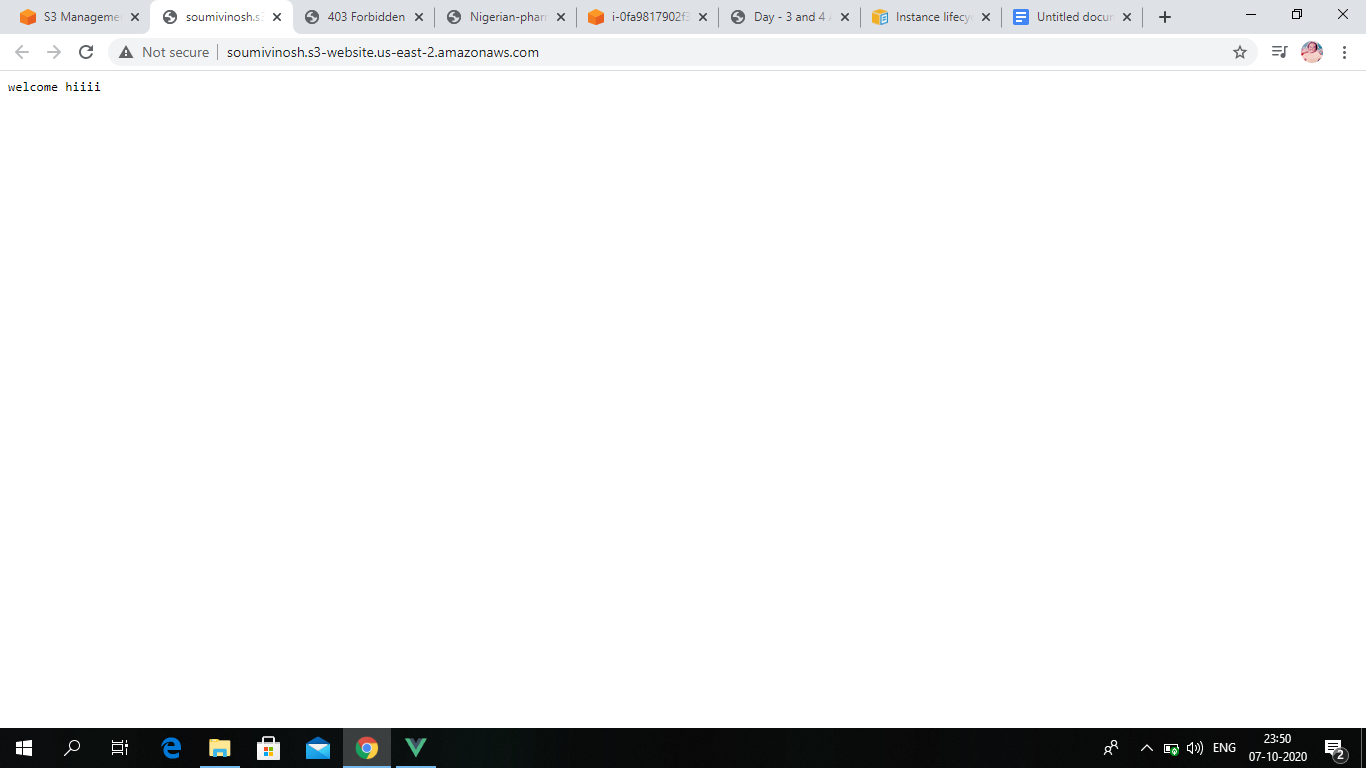 S3 Manageme
soumivinosh.s
403 Forbidden
Nigerian-phar
i-0fa9817902f
Day - 3 and 4
Instance lifecy
Untitled docu
Not secure
soumivinosh.s3-website.us-east-2.amazonaws.com
welcome hiiii
ENG
23:50
07-10-2020
2